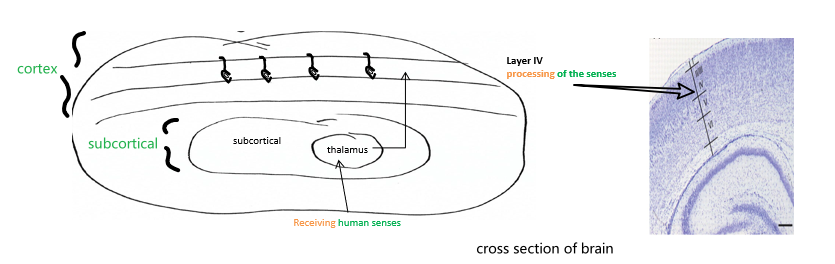 cortex
Layer IV
processing of the senses
subcortical
subcortical
thalamus
Receiving human senses
cross section of brain